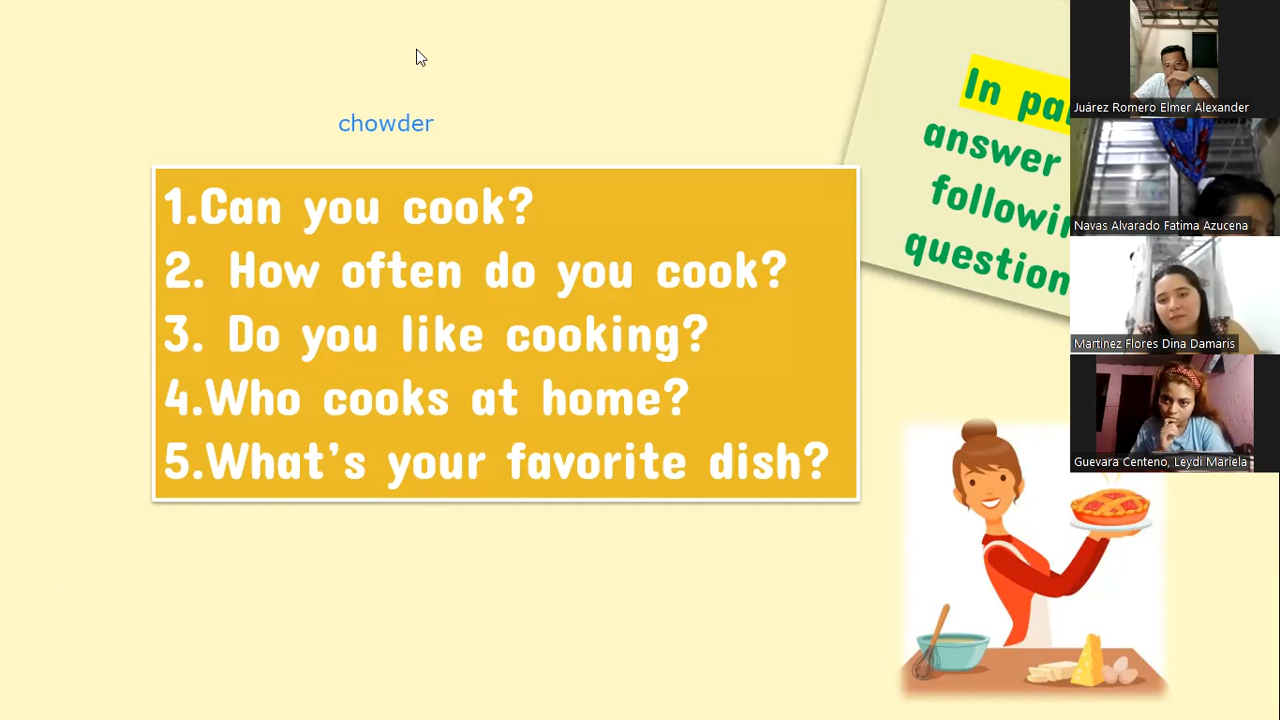 chowder
1.Can you cook?
2. How often do you cook?
3. Do you like cooking?
4.Who cooks at home?
5.What's your favorite dish?
In
answer
question
Juárez Romero Elmer Alexander
Navas Alvarado Fatima Azucena
Martinez Flores Dina Damaris
Guevara Centeno, Leydi Mariela